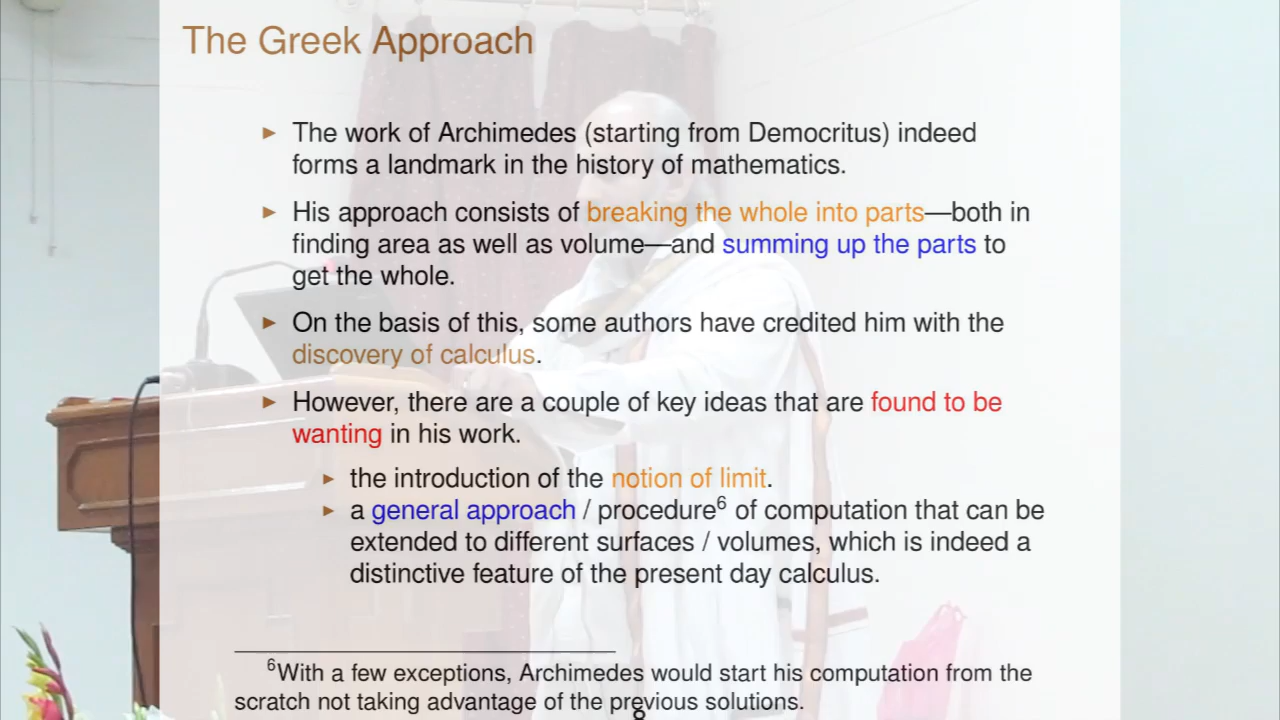 The Greek Approach
► The work of Archimedes (starting from Democritus) indeed
forms a landmark in the history of mathematics.
► His approach consists of breaking the whole into parts—both in
finding area as well as volume—and summing up the parts to
get the whole.
► On the basis of this, some authors have credited him with the
discovery of calculus.
► However, there are a couple of key ideas that are found to be
wanting in his work.
► the introduction of the notion of limit.
► a general approach / procedure⁶ of computation that can be
extended to different surfaces / volumes, which is indeed a
distinctive feature of the present day calculus.
⁶With a few exceptions, Archimedes would start his computation from the
scratch not taking advantage of the previous solutions.